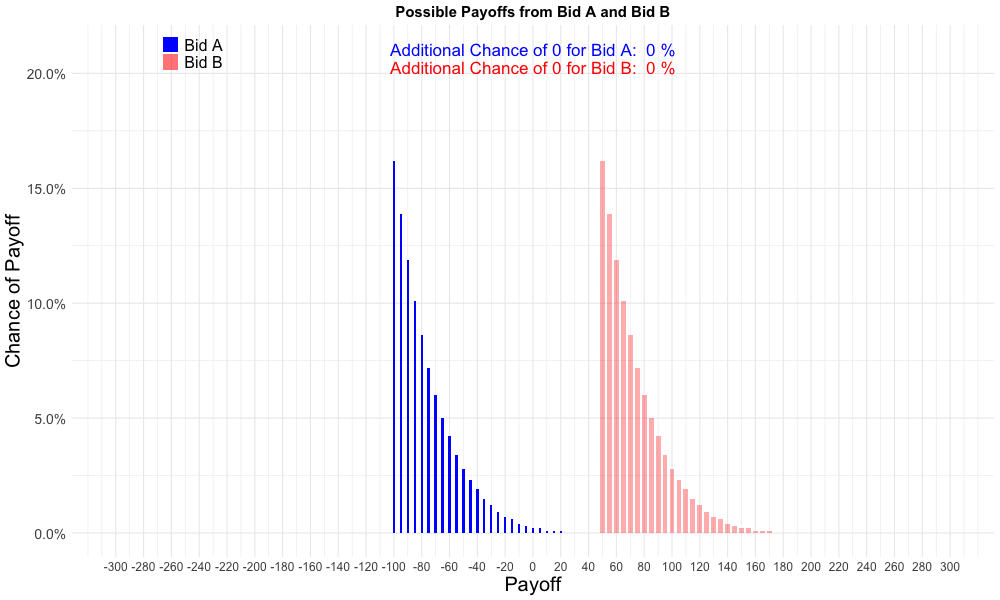 Possible Payoffs from Bid A and Bid B
Bid A
Bid B
Additional Chance of 0 for Bid A:  0 %
Additional Chance of 0 for Bid B:  0 %
20.0%
15.0%
10.0%
5.0%
0.0%
Chance of Payoff
-300 -280 -260 -240 -220 -200 -180 -160 -140 -120 -100 -80 -60 -40 -20 0 20 40 60 80 100 120 140 160 180 200 220 240 260 280 300
Payoff